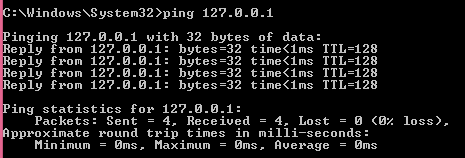 C:\Windows\System32>ping 127.0.0.1
Pinging 127.0.0.1 with 32 bytes of data:
Reply from 127.0.0.1: bytes=32 time<1ms TTL=128
Reply from 127.0.0.1: bytes=32 time<1ms TTL=128
Reply from 127.0.0.1: bytes=32 time<1ms TTL=128
Reply from 127.0.0.1: bytes=32 time<1ms TTL=128
Ping statistics for 127.0.0.1:
Packets: Sent = 4, Received = 4, Lost = 0 (0% loss),
Approximate round trip times in milli-seconds:
Minimum = 0ms, Maximum = 0ms, Average = 0ms